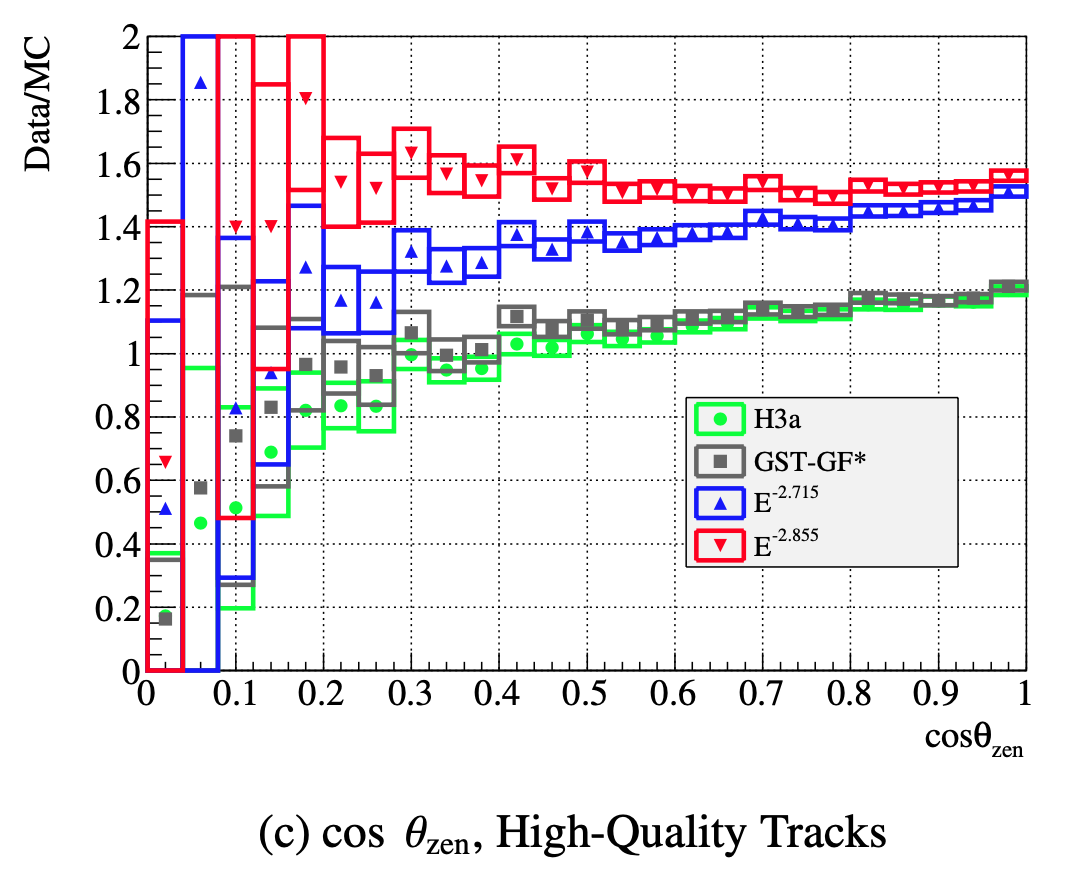 Data/MC
2
1.8
1.6
1.4
1.2
1
0.8
0.6
0.4
0.2
0
H3a
GST-GF*
E^-2.715
E^-2.855
0 0.1 0.2 0.3 0.4 0.5 0.6 0.7 0.8 0.9 1
cosθ_zen
(c) cos θ_zen, High-Quality Tracks